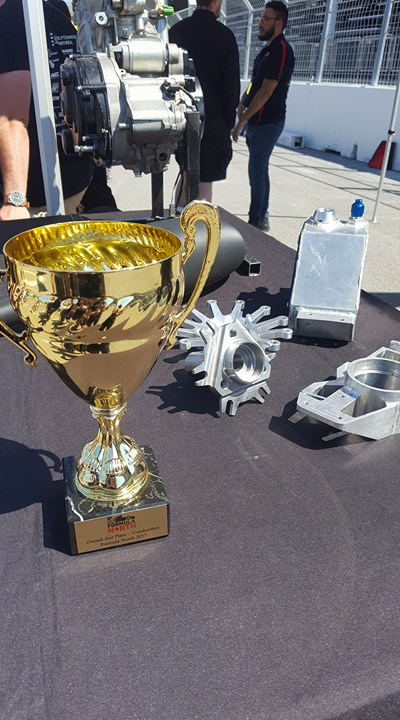 FORMULA
NORTH
Overall 2nd Place - Combustion
Formula North 2017